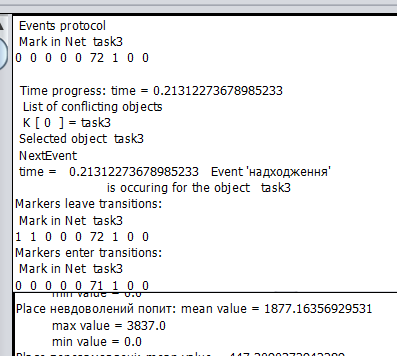 Events protocol
Mark in Net task3
0 0 0 0 0 72 1 0 0
Time progress: time = 0.21312273678985233
List of conflicting objects
K [ 0 ] = task3
Selected object task3
NextEvent
time = 0.21312273678985233 Event 'надходження'
is occuring for the object task3
Markers leave transitions:
Mark in Net task3
1 1 0 0 0 72 1 0 0
Markers enter transitions:
Mark in Net task3
0 0 0 0 0 71 1 0 0
min value = 0.0
Place невдоволений попит: mean value = 1877.16356929531
max value = 3837.0
min value = 0.0
Place
mean value =